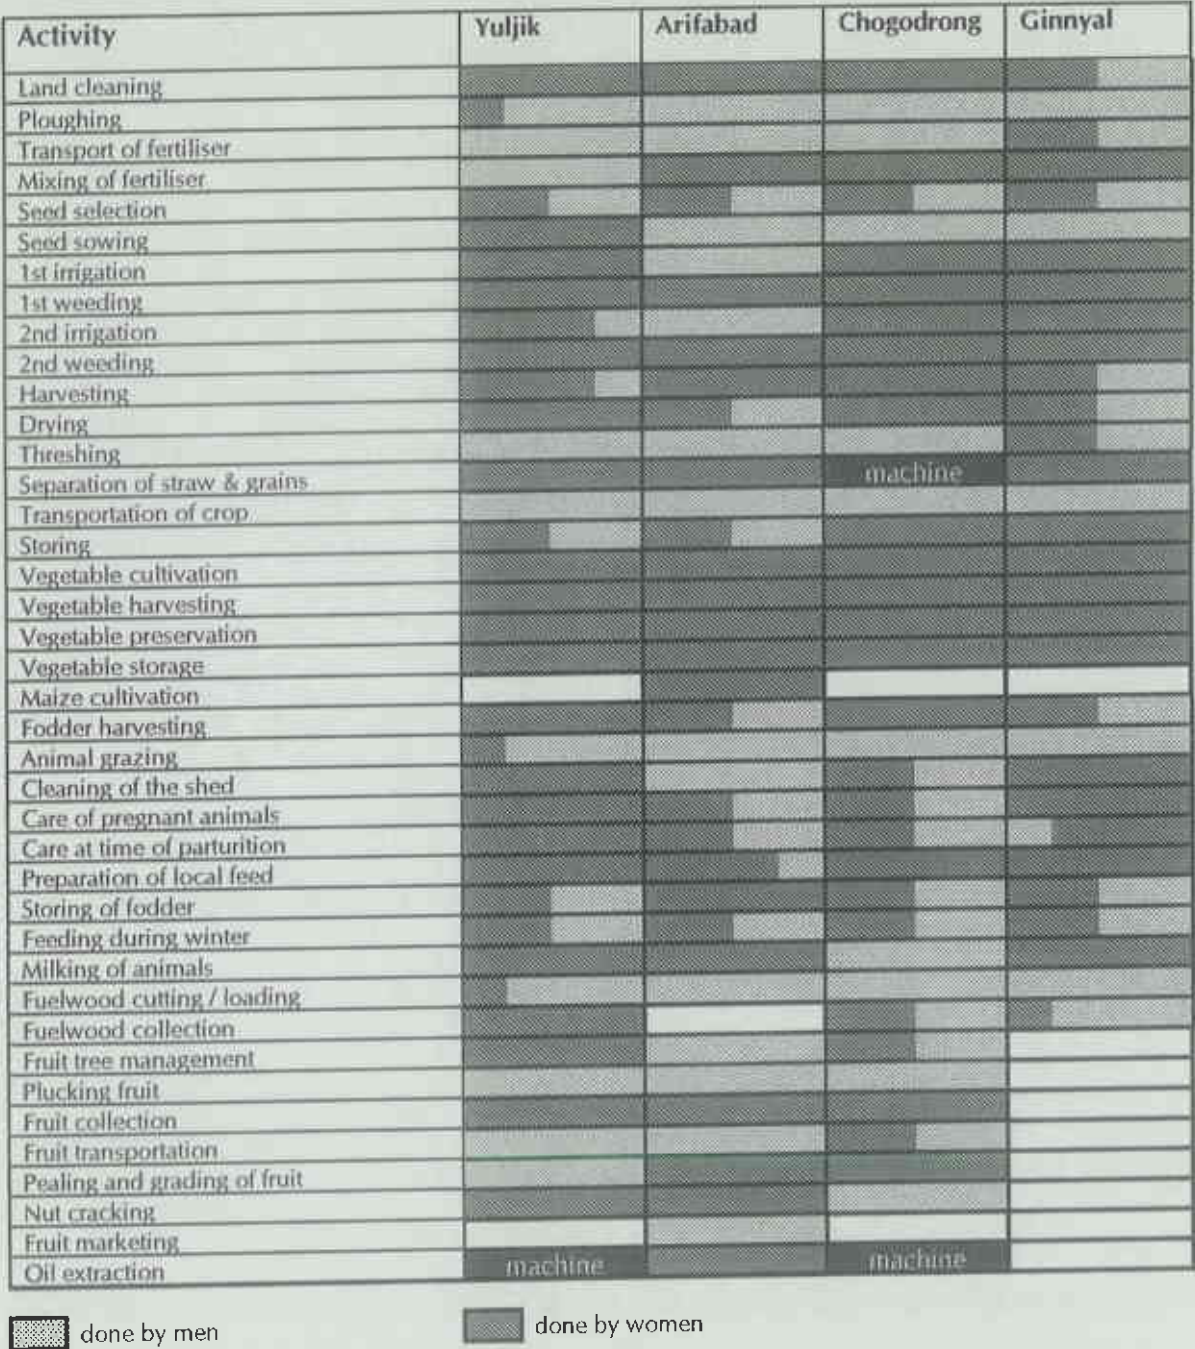 Activity Yuljik Arifabad Chogodrong Ginnyal
Land cleaning
Ploughing
Transport of fertiliser
Mixing of fertiliser
Seed selection
Seed sowing
1st irrigation
1st weeding
2nd irrigation
2nd weeding
Harvesting
Drying
Threshing
Separation of straw & grains machine
Transportation of crop
Storing
Vegetable cultivation
Vegetable harvesting
Vegetable preservation
Vegetable storage
Maize cultivation
Fodder harvesting
Animal grazing
Cleaning of the shed
Care of pregnant animals
Care at time of parturition
Preparation of local feed
Storing of fodder
Feeding during winter
Milking of animals
Fuelwood cutting / loading
Fuelwood collection
Fruit tree management
Plucking fruit
Fruit collection
Fruit transportation
Pealing and grading of fruit
Nut cracking
Fruit marketing
Oil extraction machine machine
done by men done by women